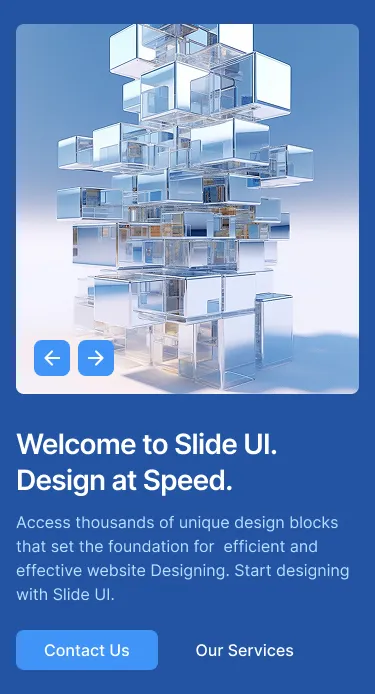 Welcome to Slide UI.
Design at Speed.
Access thousands of unique design blocks
that set the foundation for  efficient and
effective website Designing. Start designing
with Slide UI.
Contact Us
Our Services